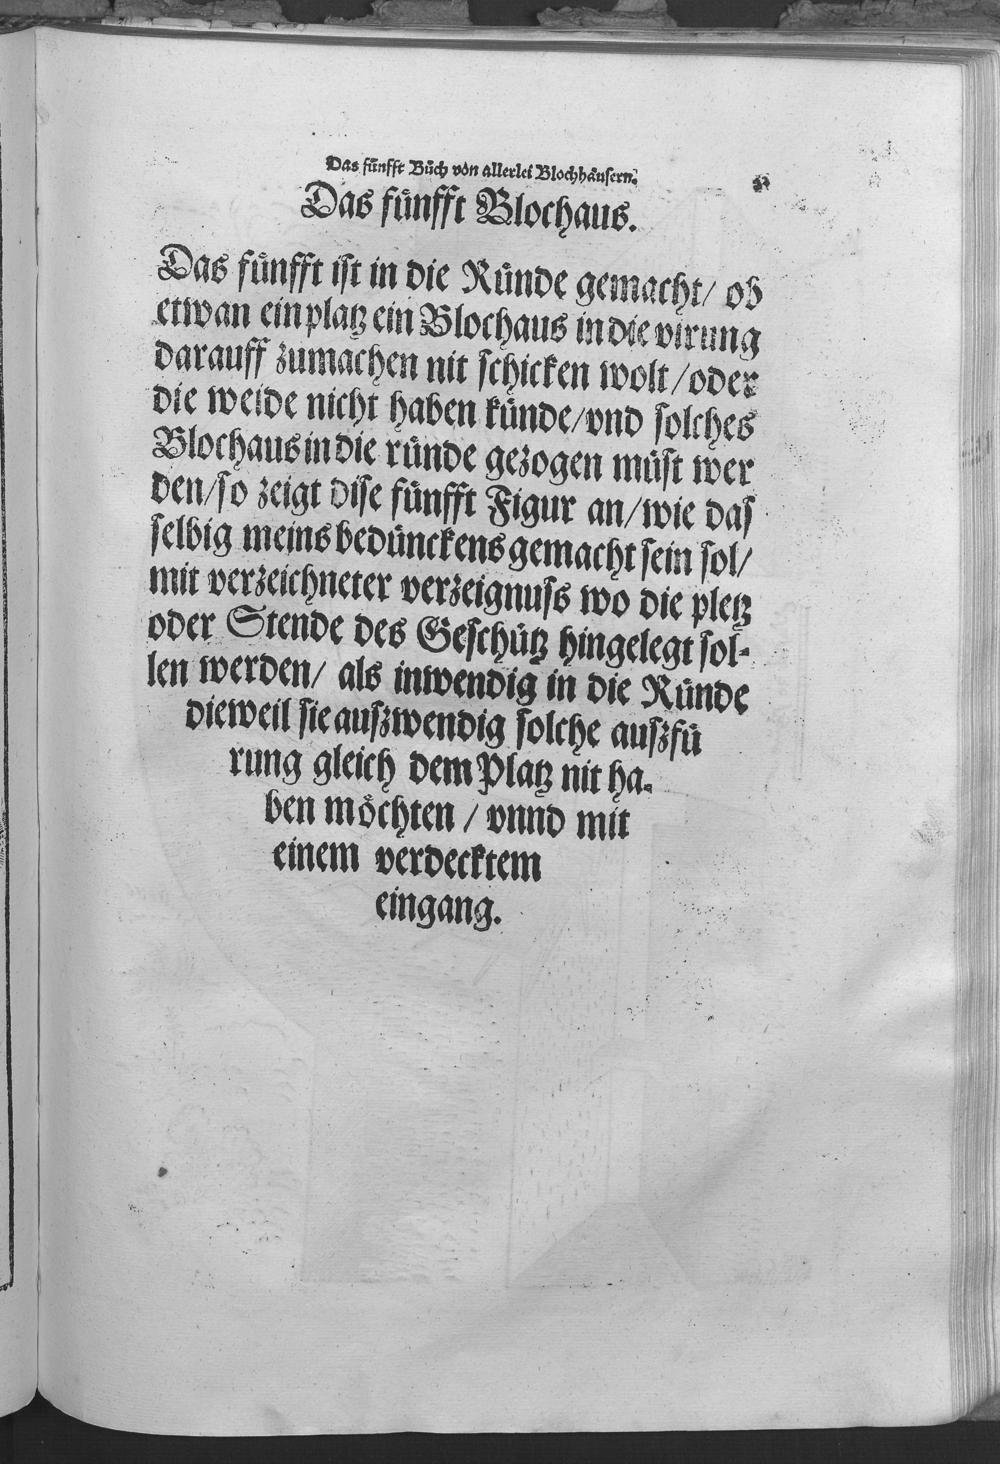 Das fünfft Bůch von allerlei Blochhäusern.
Das fünfft Blochaus.
Das fünfft ist in die Ründe gemacht/ ob
etwan ein platz ein Blochaus in die virung
darauff zumachen nit schicken wolt/oder
die weide nicht haben künde/vnd solches
Blochaus in die ründe gezogen müst wer
den/so zeigt dise fünfft Figur an/wie das
selbig meins bedünckens gemacht sein sol/
mit verzeichneter verzeignuss wo die pletz
oder Stende des Geschütz hingelegt sol-
len werden/ als inwendig in die Ründe
dieweil sie auszwendig solche auszfü
rung gleich dem Platz nit ha-
ben möchten / vnnd mit
einem verdecktem
eingang.